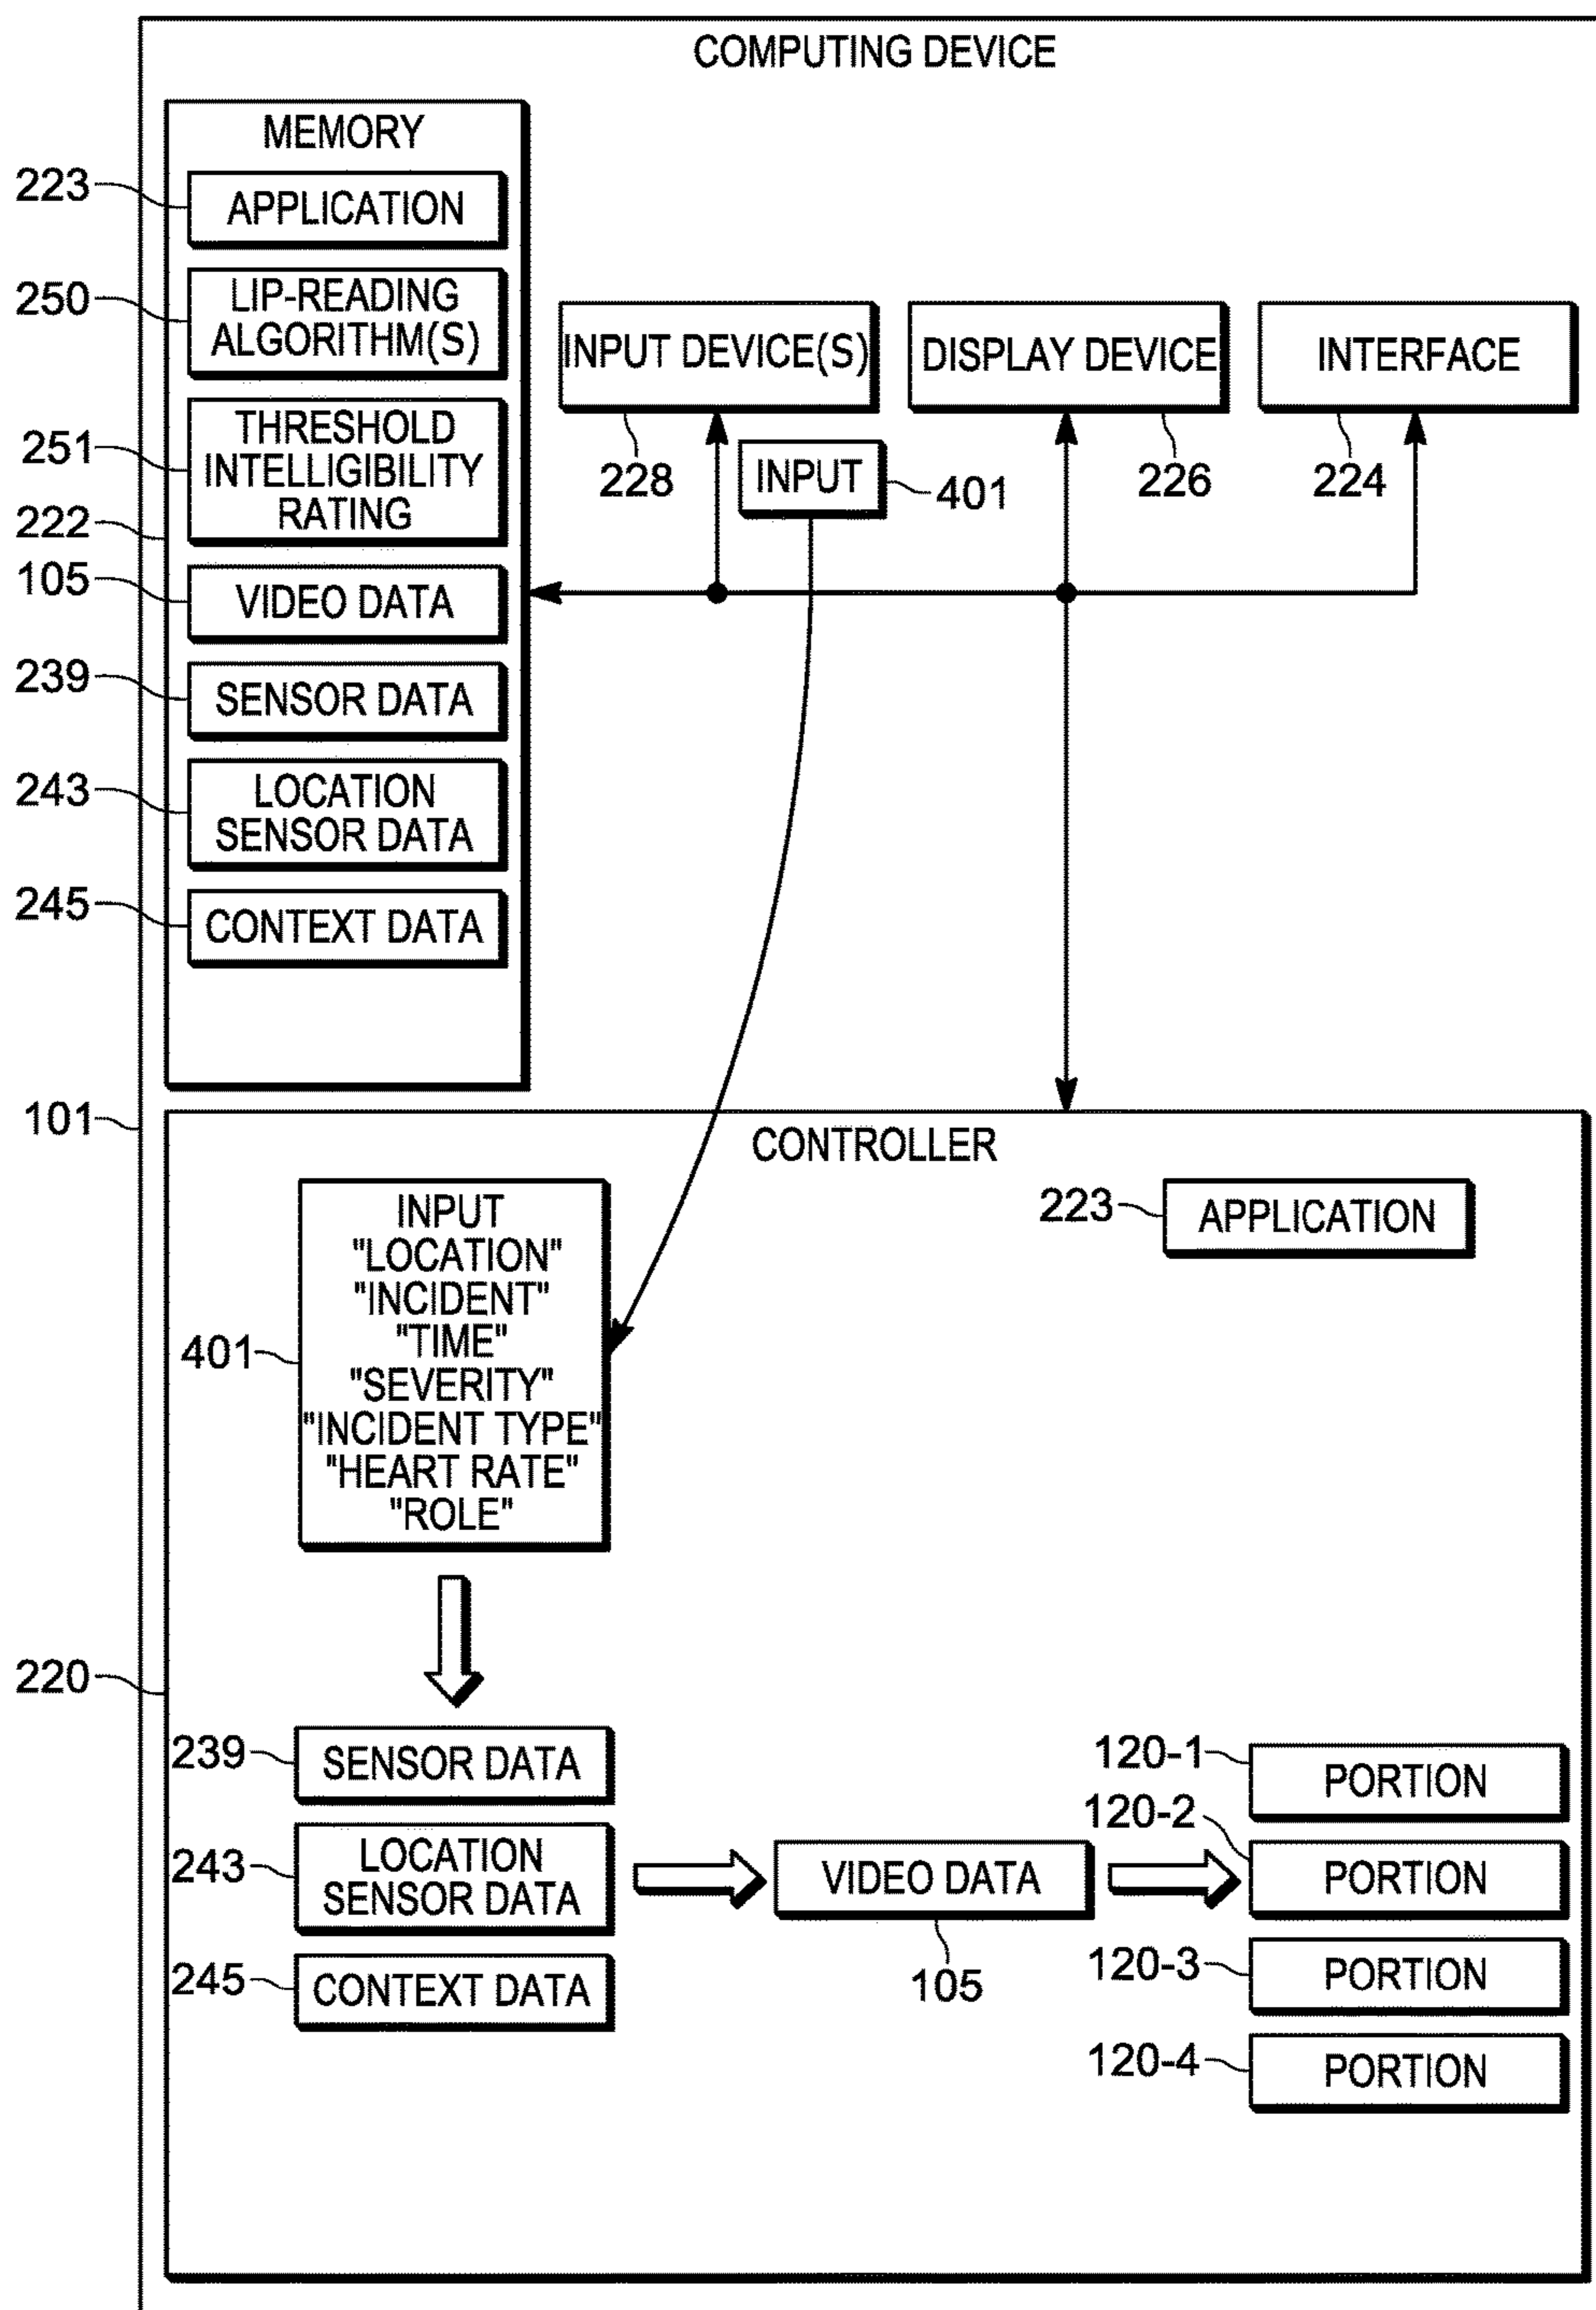 COMPUTING DEVICE
MEMORY
223
APPLICATION
250
LIP-READING
ALGORITHM(S)
251
THRESHOLD
INTELLIGIBILITY
RATING
222
105
VIDEO DATA
239
SENSOR DATA
243
LOCATION
SENSOR DATA
245
CONTEXT DATA
INPUT DEVICE(S)
228
DISPLAY DEVICE
226
INTERFACE
224
INPUT
401
101
CONTROLLER
223
APPLICATION
401
INPUT
"LOCATION"
"INCIDENT"
"TIME"
"SEVERITY"
"INCIDENT TYPE"
"HEART RATE"
"ROLE"
220
239
SENSOR DATA
243
LOCATION
SENSOR DATA
245
CONTEXT DATA
VIDEO DATA
105
120-1
PORTION
120-2
PORTION
120-3
PORTION
120-4
PORTION